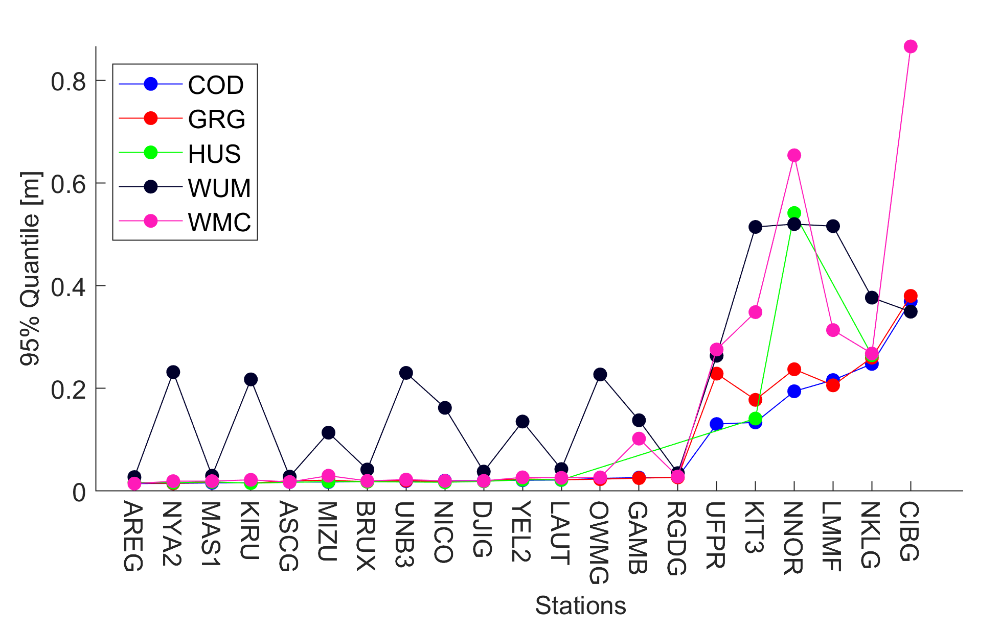 COD
GRG
HUS
WUM
WMC
95% Quantile [m]
0.8
0.6
0.4
0.2
0
AREG
NYA2
MAS1
KIRU
ASCG
MIZU
BRUX
UNB3
NICO
DJIG
YEL2
LAUT
OWMG
GAMB
RGDG
UFPR
KIT3
NNOR
LMMF
NKLG
CIBG
Stations